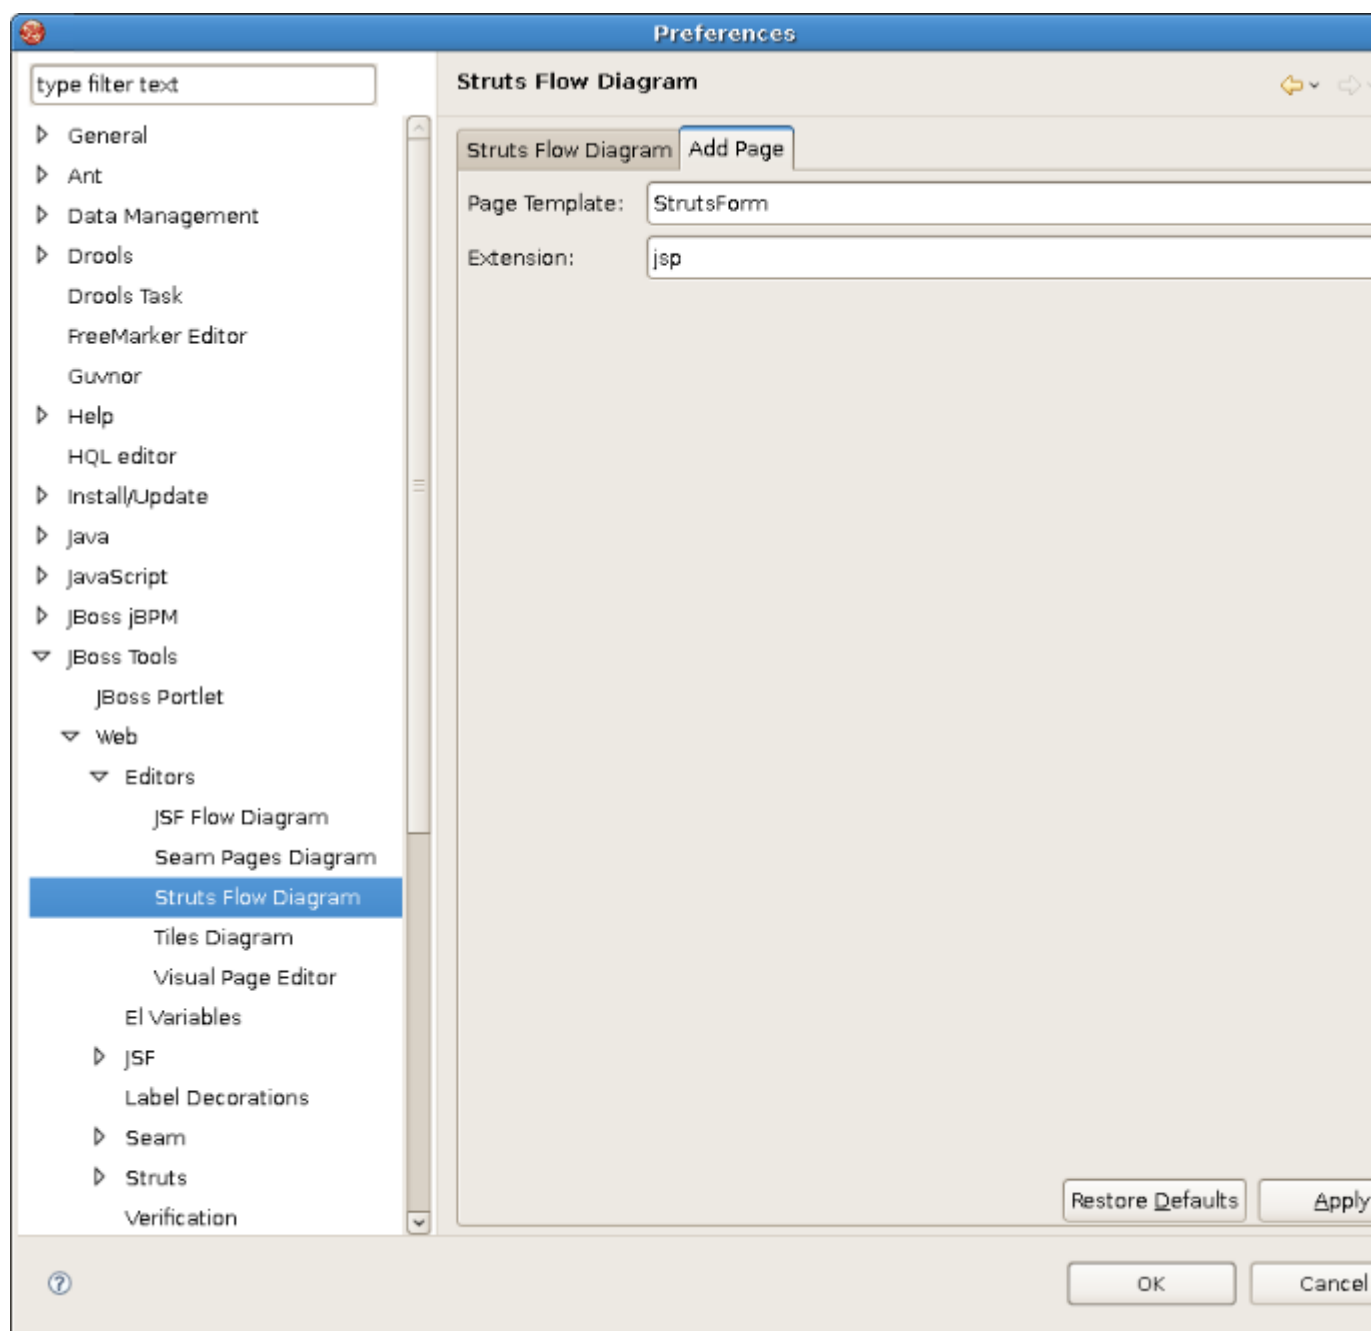 Preferences
type filter text
General
Ant
Data Management
Drools
Drools Task
FreeMarker Editor
Guvnor
Help
HQL editor
Install/Update
Java
JavaScript
JBoss jBPM
JBoss Tools
JBoss Portlet
Web
Editors
JSF Flow Diagram
Seam Pages Diagram
Struts Flow Diagram
Tiles Diagram
Visual Page Editor
El Variables
JSF
Label Decorations
Seam
Struts
Verification
Struts Flow Diagram
Struts Flow Diagram Add Page
Page Template: StrutsForm
Extension: jsp
Restore Defaults Apply
OK Cancel